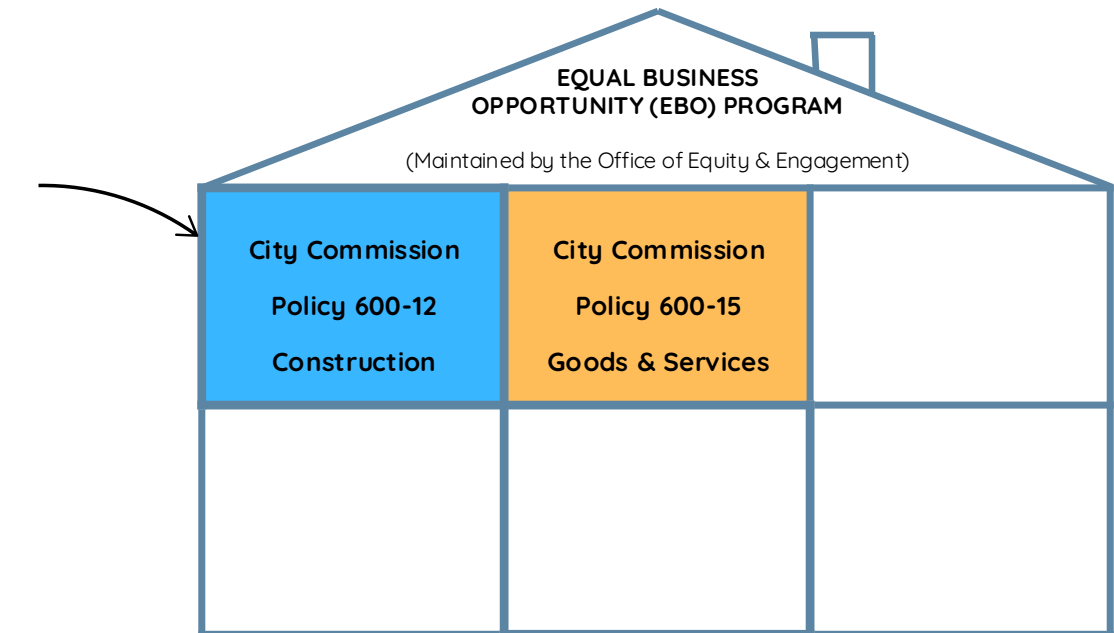 EQUAL BUSINESS
OPPORTUNITY (EBO) PROGRAM
(Maintained by the Office of Equity & Engagement)
City Commission
Policy 600-12
Construction
City Commission
Policy 600-15
Goods & Services